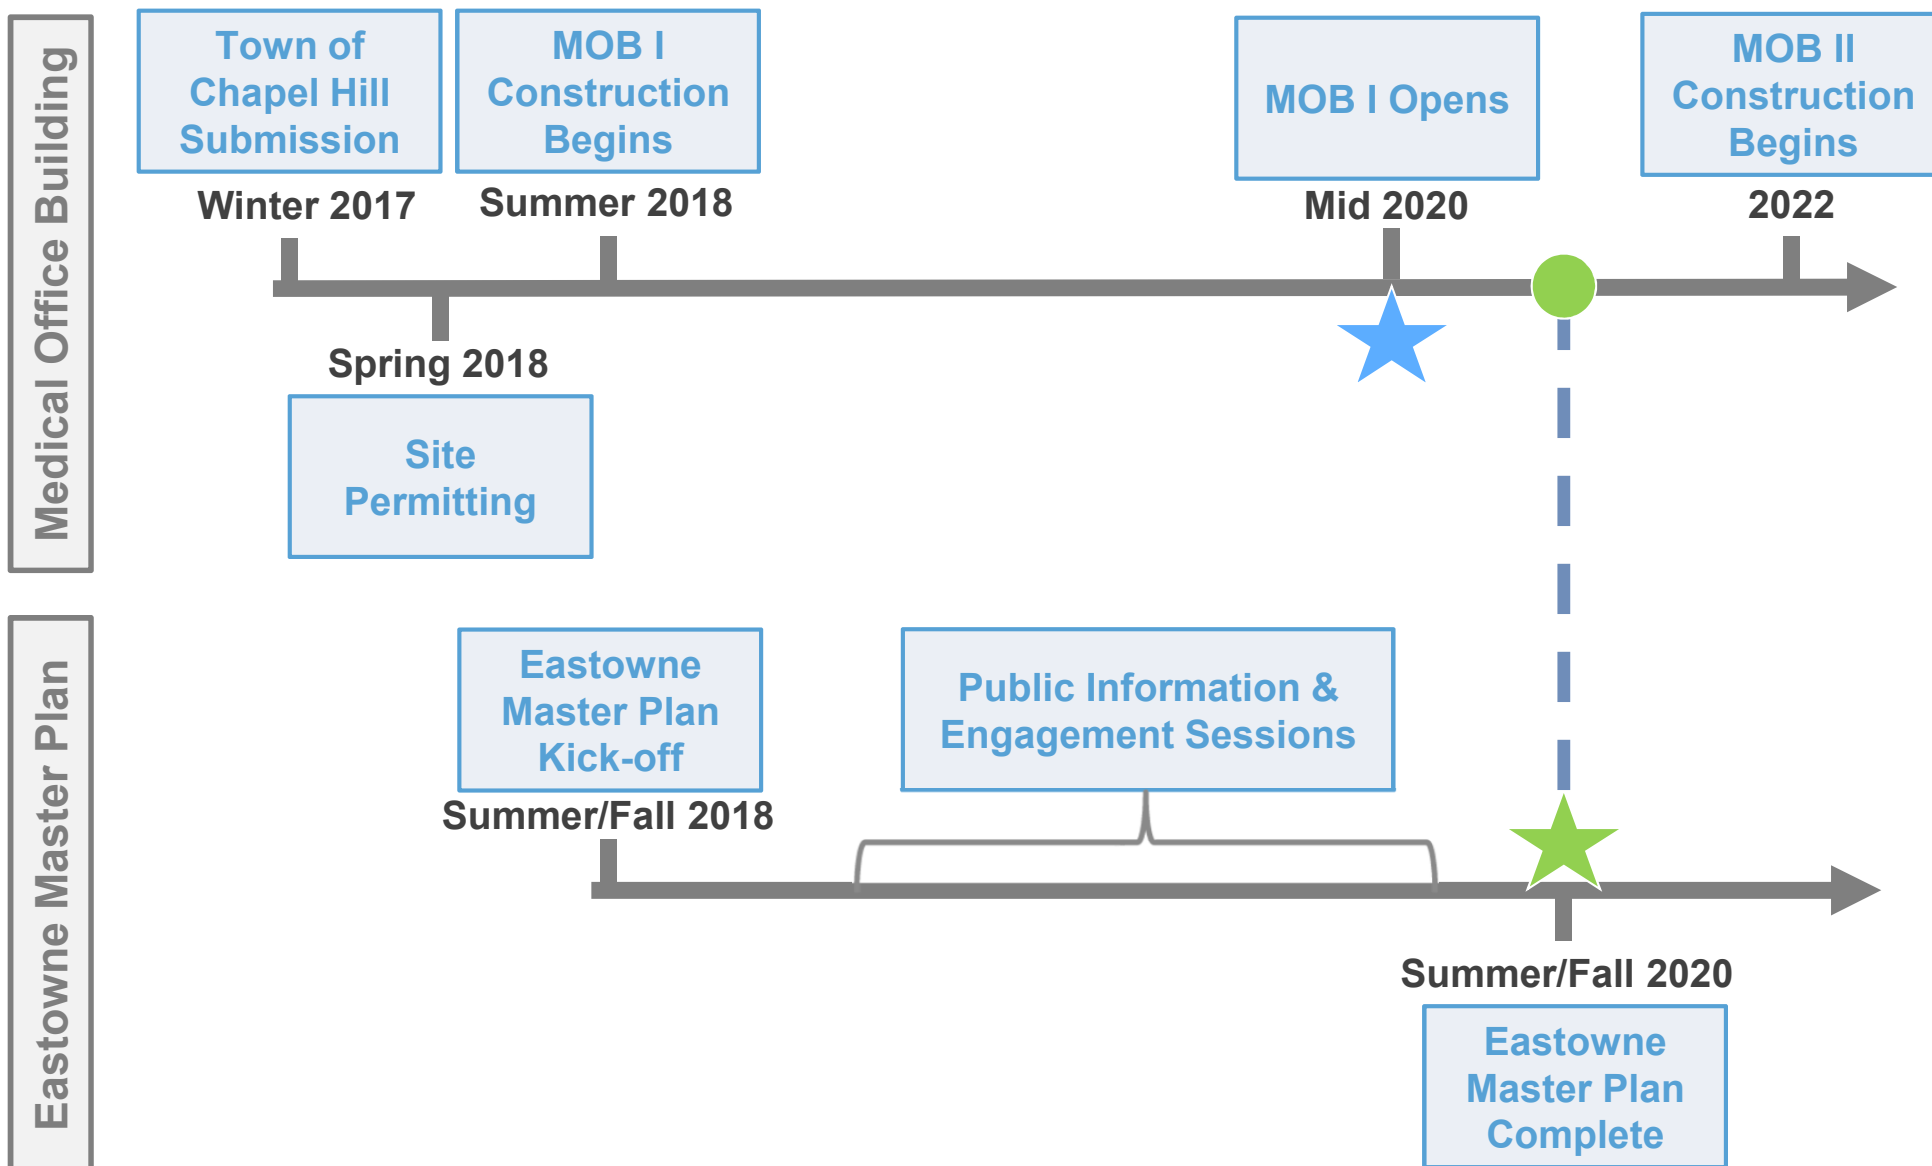 Medical Office Building
Town of
Chapel Hill
Submission
Winter 2017
MOB I
Construction
Begins
Summer 2018
MOB I Opens
Mid 2020
MOB II
Construction
Begins
2022
Spring 2018
Site
Permitting
Eastowne Master Plan
Eastowne
Master Plan
Kick-off
Summer/Fall 2018
Public Information &
Engagement Sessions
Summer/Fall 2020
Eastowne
Master Plan
Complete